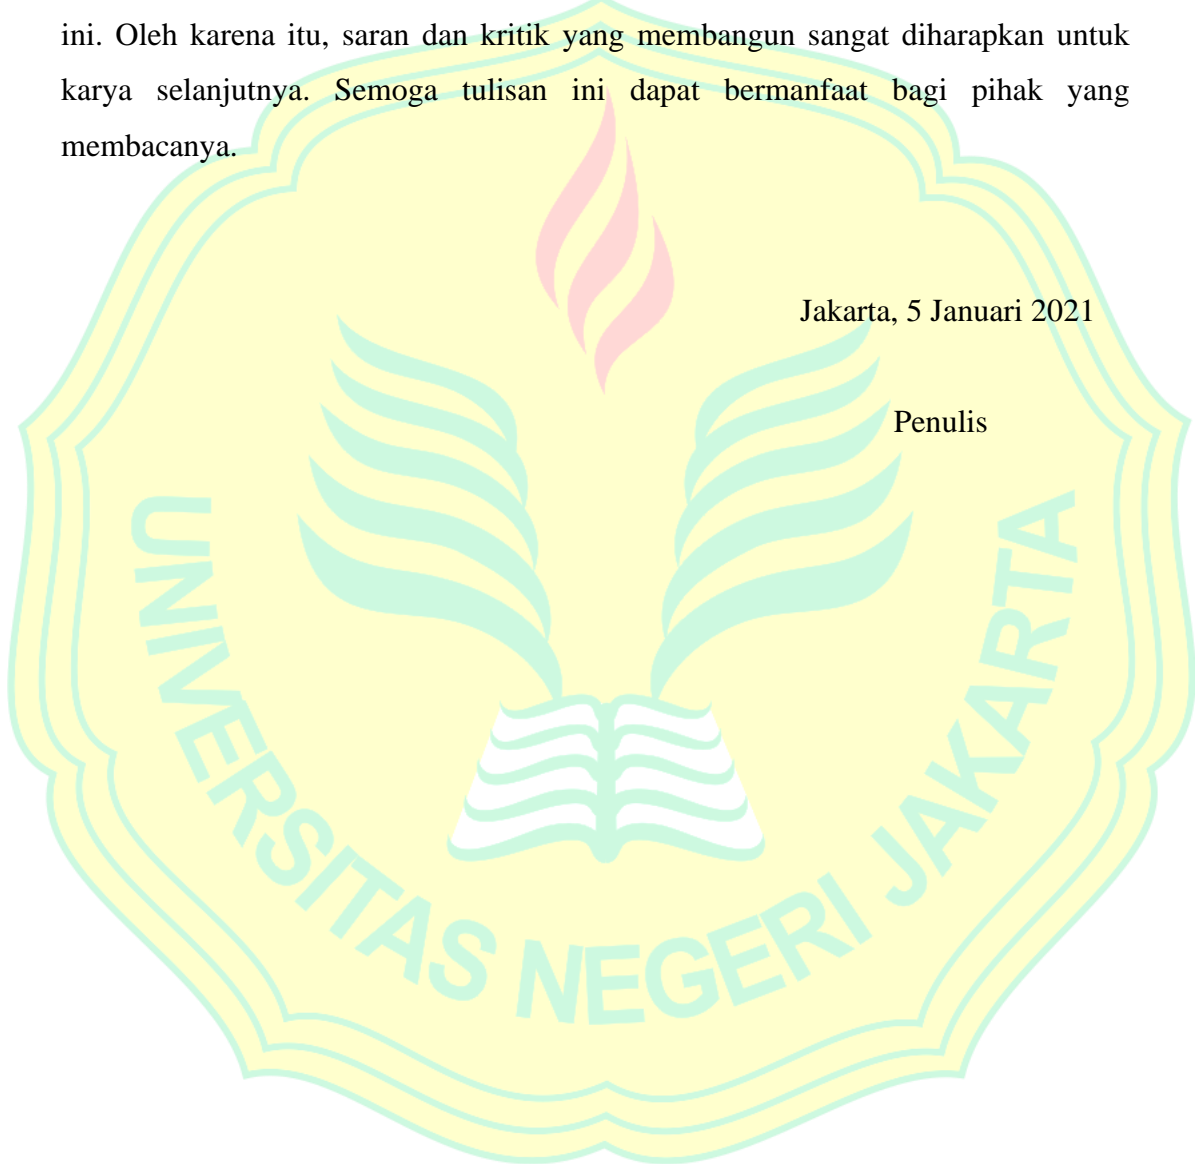 ini. Oleh karena itu, saran dan kritik yang membangun sangat diharapkan untuk
karya selanjutnya. Semoga tulisan ini dapat bermanfaat bagi pihak yang
membacanya.
Jakarta, 5 Januari 2021
Penulis
UNIVERSITAS NEGERI JAKARTA